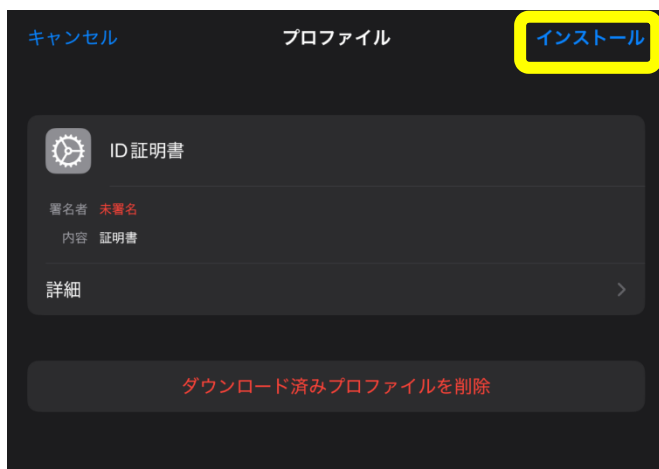 キャンセル プロファイル インストール
ID証明書
署名者 未署名
内容 証明書
詳細
ダウンロード済みプロファイルを削除